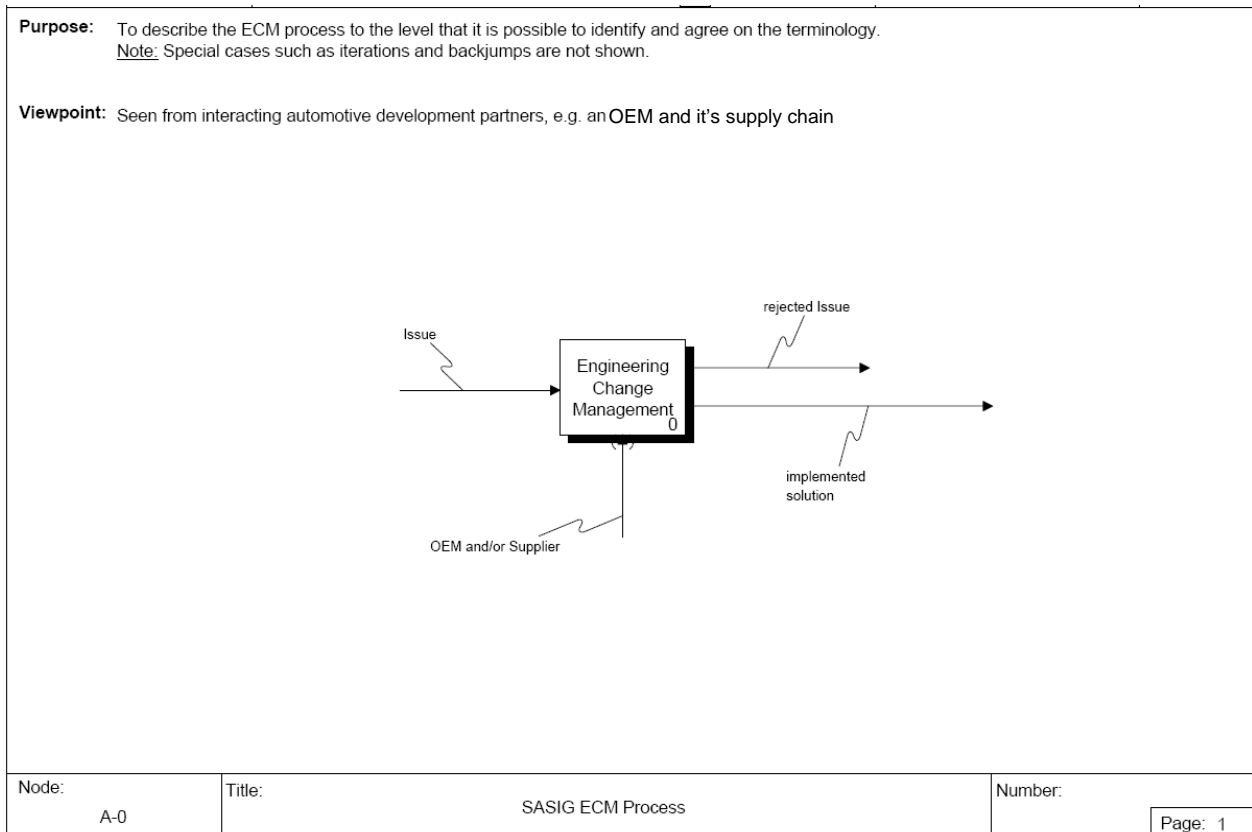 Purpose: To describe the ECM process to the level that it is possible to identify and agree on the terminology.
Note: Special cases such as iterations and backjumps are not shown.
Viewpoint: Seen from interacting automotive development partners, e.g. an OEM and it’s supply chain
rejected Issue
Issue
Engineering
Change
Management
0
implemented
solution
OEM and/or Supplier
Node:
A-0
Title:
SASIG ECM Process
Number:
Page: 1